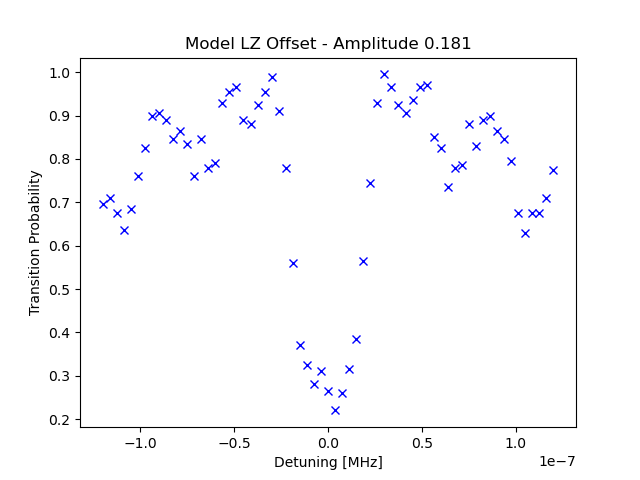 Model LZ Offset - Amplitude 0.181
1.0
0.9
0.8
0.7
0.6
0.5
0.4
0.3
0.2
Transition Probability
−1.0 −0.5 0.0 0.5 1.0
1e−7
Detuning [MHz]